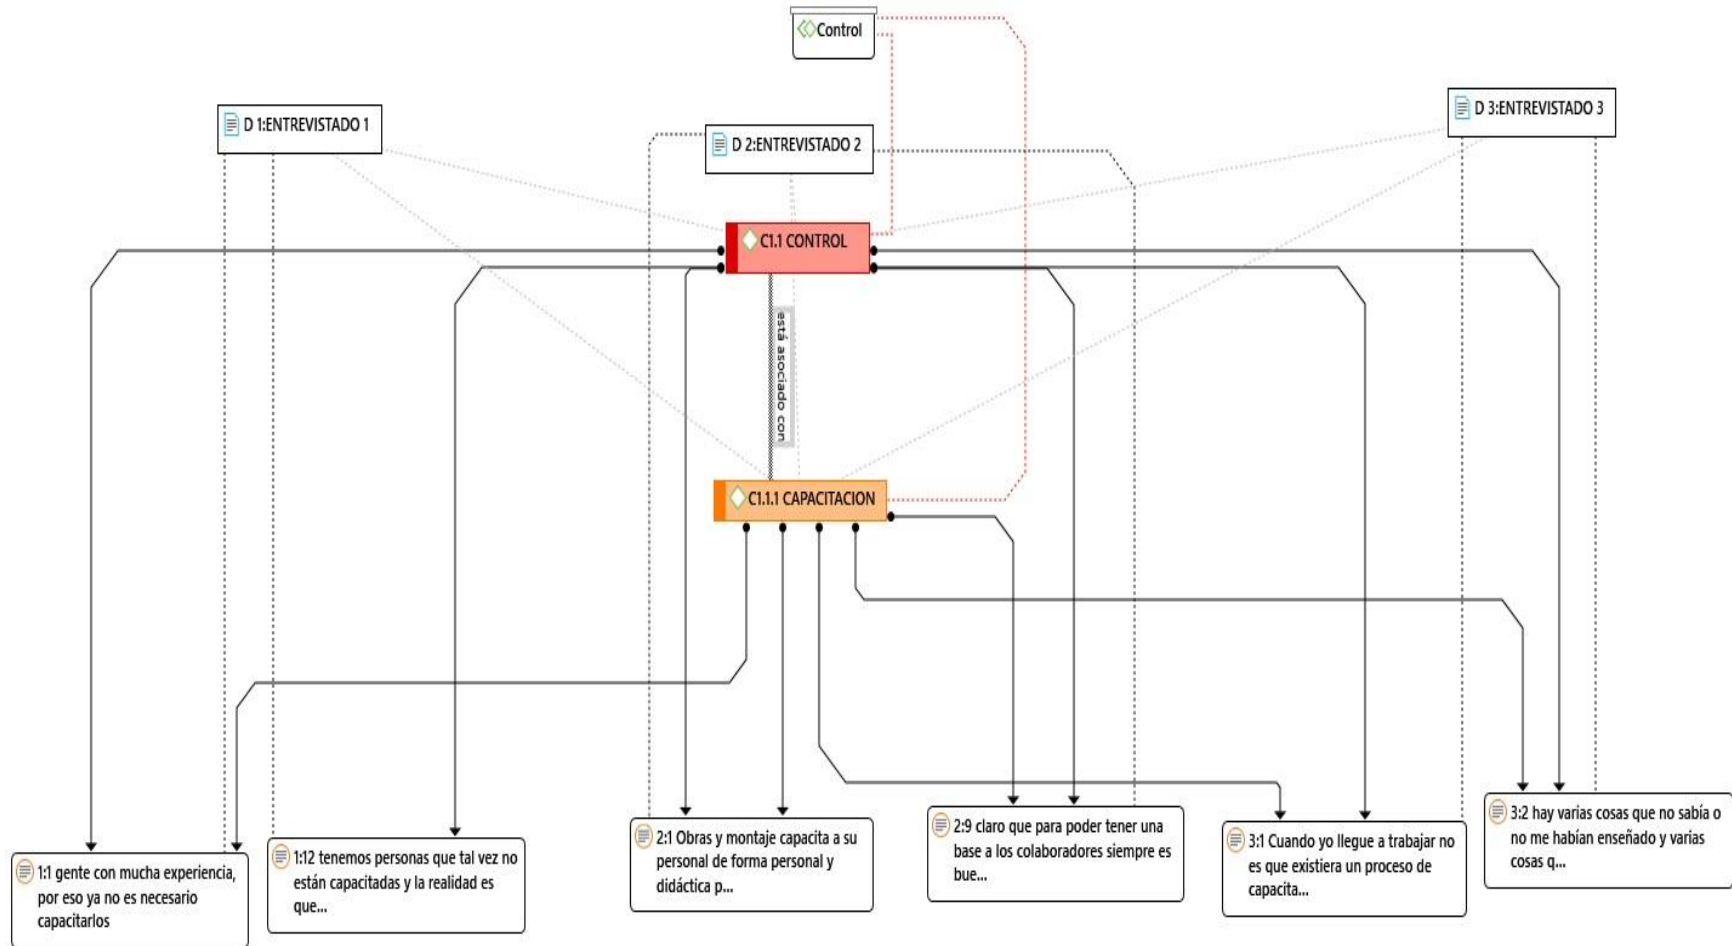 Control
D 1:ENTREVISTADO 1
D 2:ENTREVISTADO 2
D 3:ENTREVISTADO 3
C1.1 CONTROL
está asociado con
C1.1.1 CAPACITACION
1:1 gente con mucha experiencia,
por eso ya no es necesario
capacitarlos
1:12 tenemos personas que tal vez no
están capacitadas y la realidad es
que...
2:1 Obras y montaje capacita a su
personal de forma personal y
didáctica p...
2:9 claro que para poder tener una
base a los colaboradores siempre es
bue...
3:1 Cuando yo llegue a trabajar no
es que existiera un proceso de
capacita...
3:2 hay varias cosas que no sabía o
no me habían enseñado y varias
cosas q...